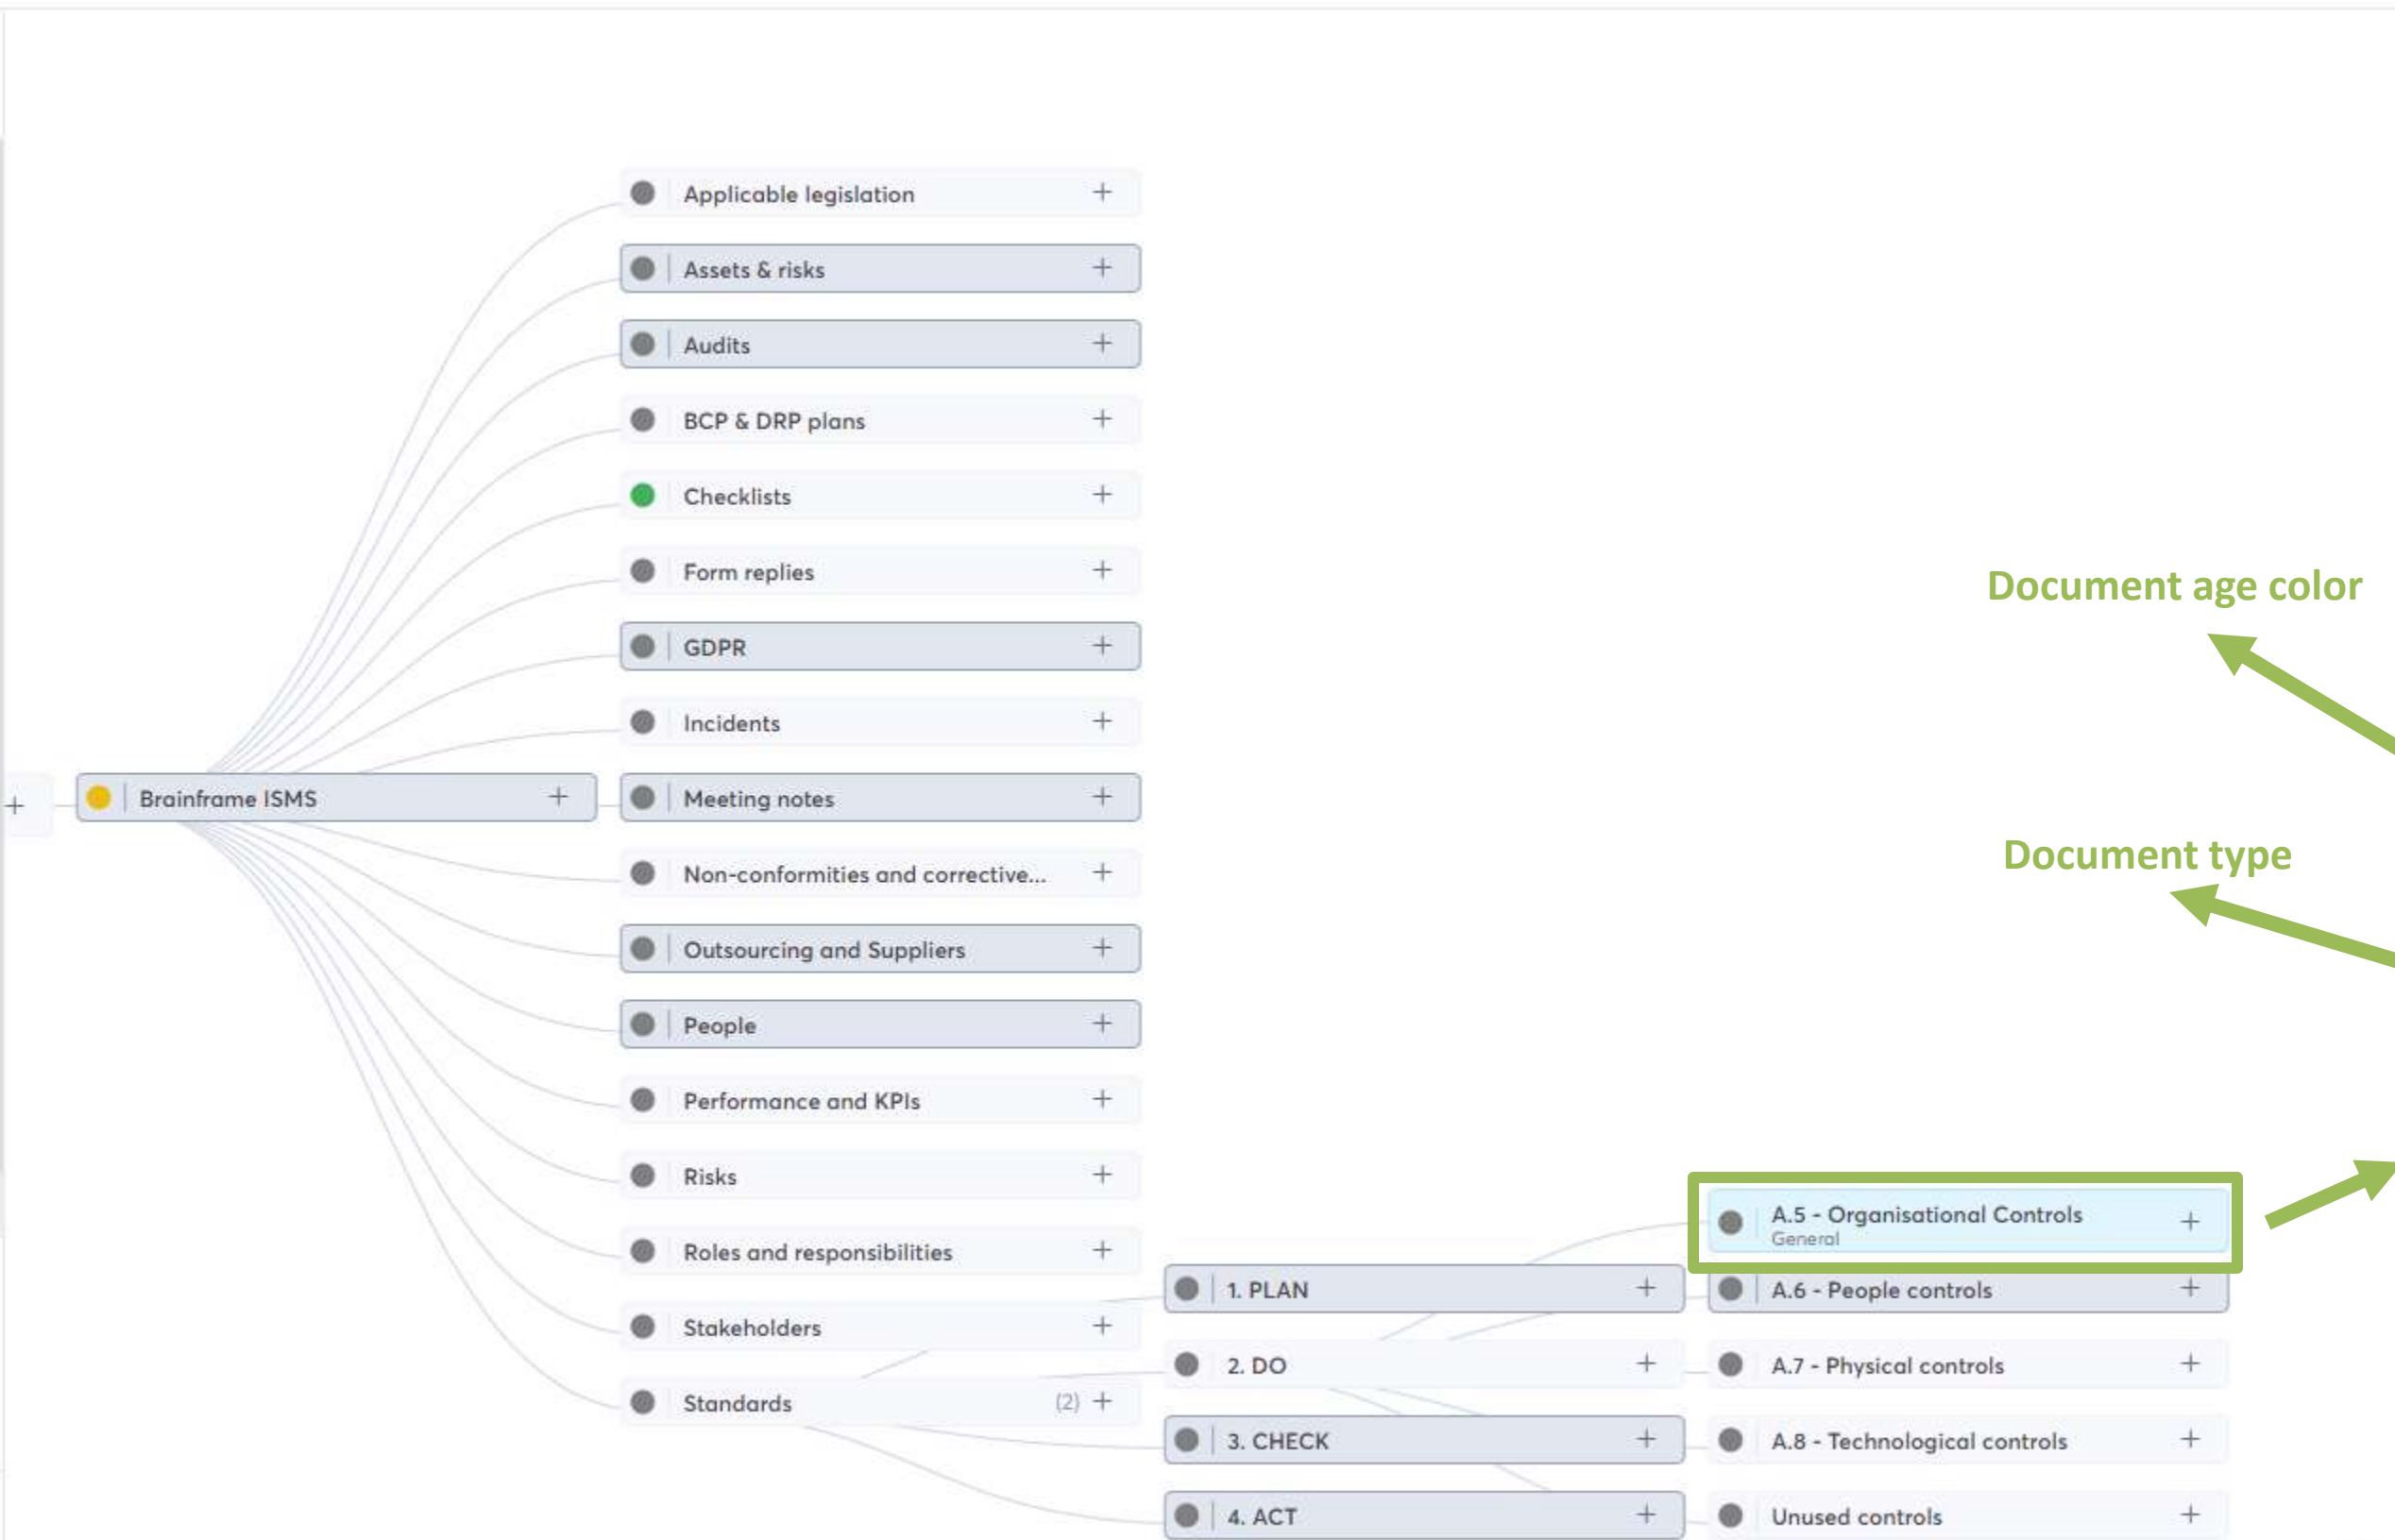 Applicable legislation +
Assets & risks +
Audits +
BCP & DRP plans +
Checklists +
Form replies +
GDPR +
Incidents +
+ Brainframe ISMS +
Meeting notes +
Non-conformities and corrective... +
Outsourcing and Suppliers +
People +
Performance and KPIs +
Risks +
Roles and responsibilities +
Stakeholders +
Standards (2) +
1. PLAN +
2. DO +
3. CHECK +
4. ACT +
A.5 - Organisational Controls +
General
A.6 - People controls +
A.7 - Physical controls +
A.8 - Technological controls +
Unused controls +
Document age color
Document type